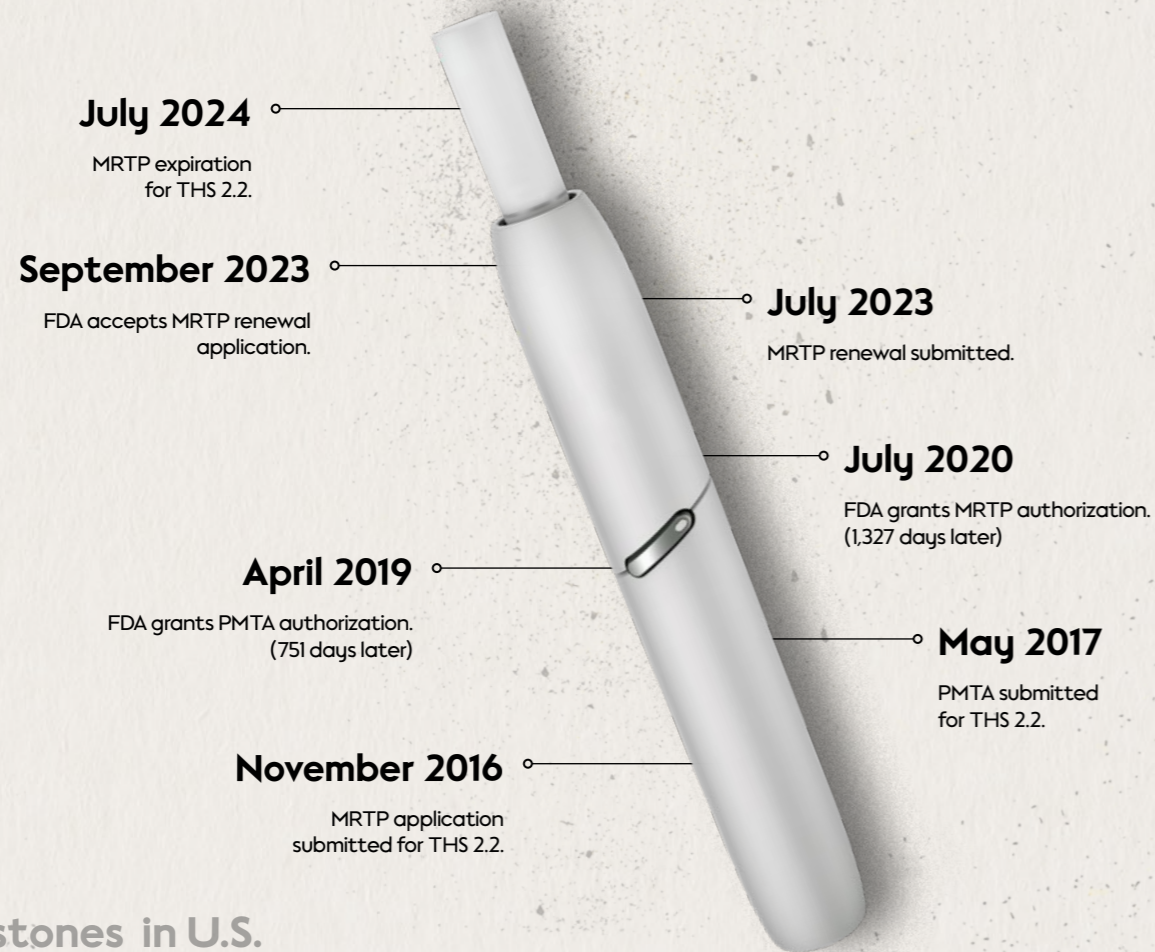 July 2024
MRTP expiration
for THS 2.2.
September 2023
FDA accepts MRTP renewal
application.
July 2023
MRTP renewal submitted.
July 2020
FDA grants MRTP authorization.
(1,327 days later)
April 2019
FDA grants PMTA authorization.
(751 days later)
May 2017
PMTA submitted
for THS 2.2.
November 2016
MRTP application
submitted for THS 2.2.
stones in U.S.